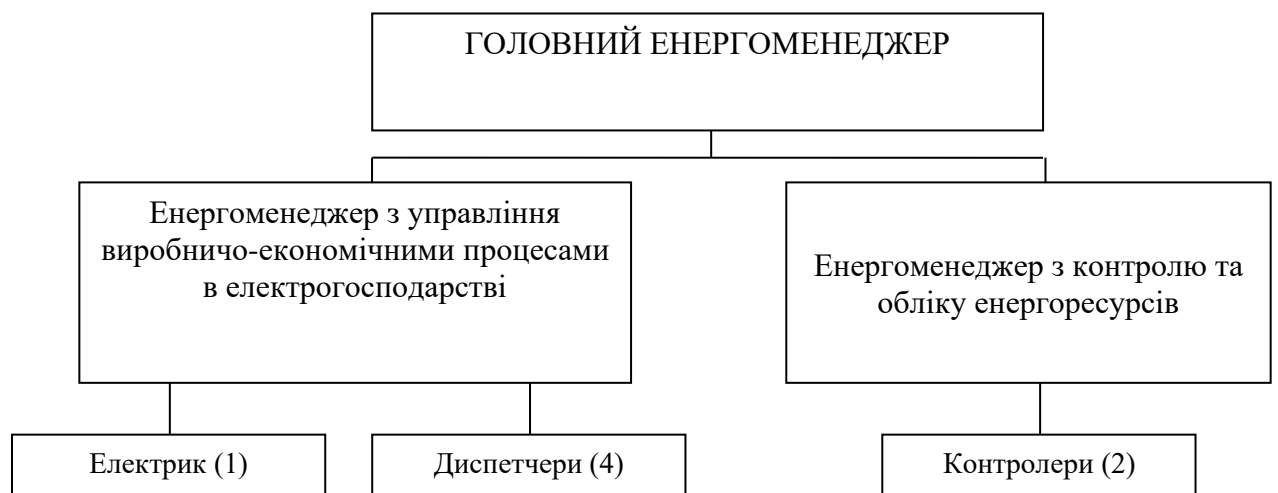 ГОЛОВНИЙ ЕНЕРГОМЕНЕДЖЕР
Енергоменеджер з управління
виробничо-економічними процесами
в електрогосподарстві
Енергоменеджер з контролю та
обліку енергоресурсів
Електрик (1)
Диспетчери (4)
Контролери (2)